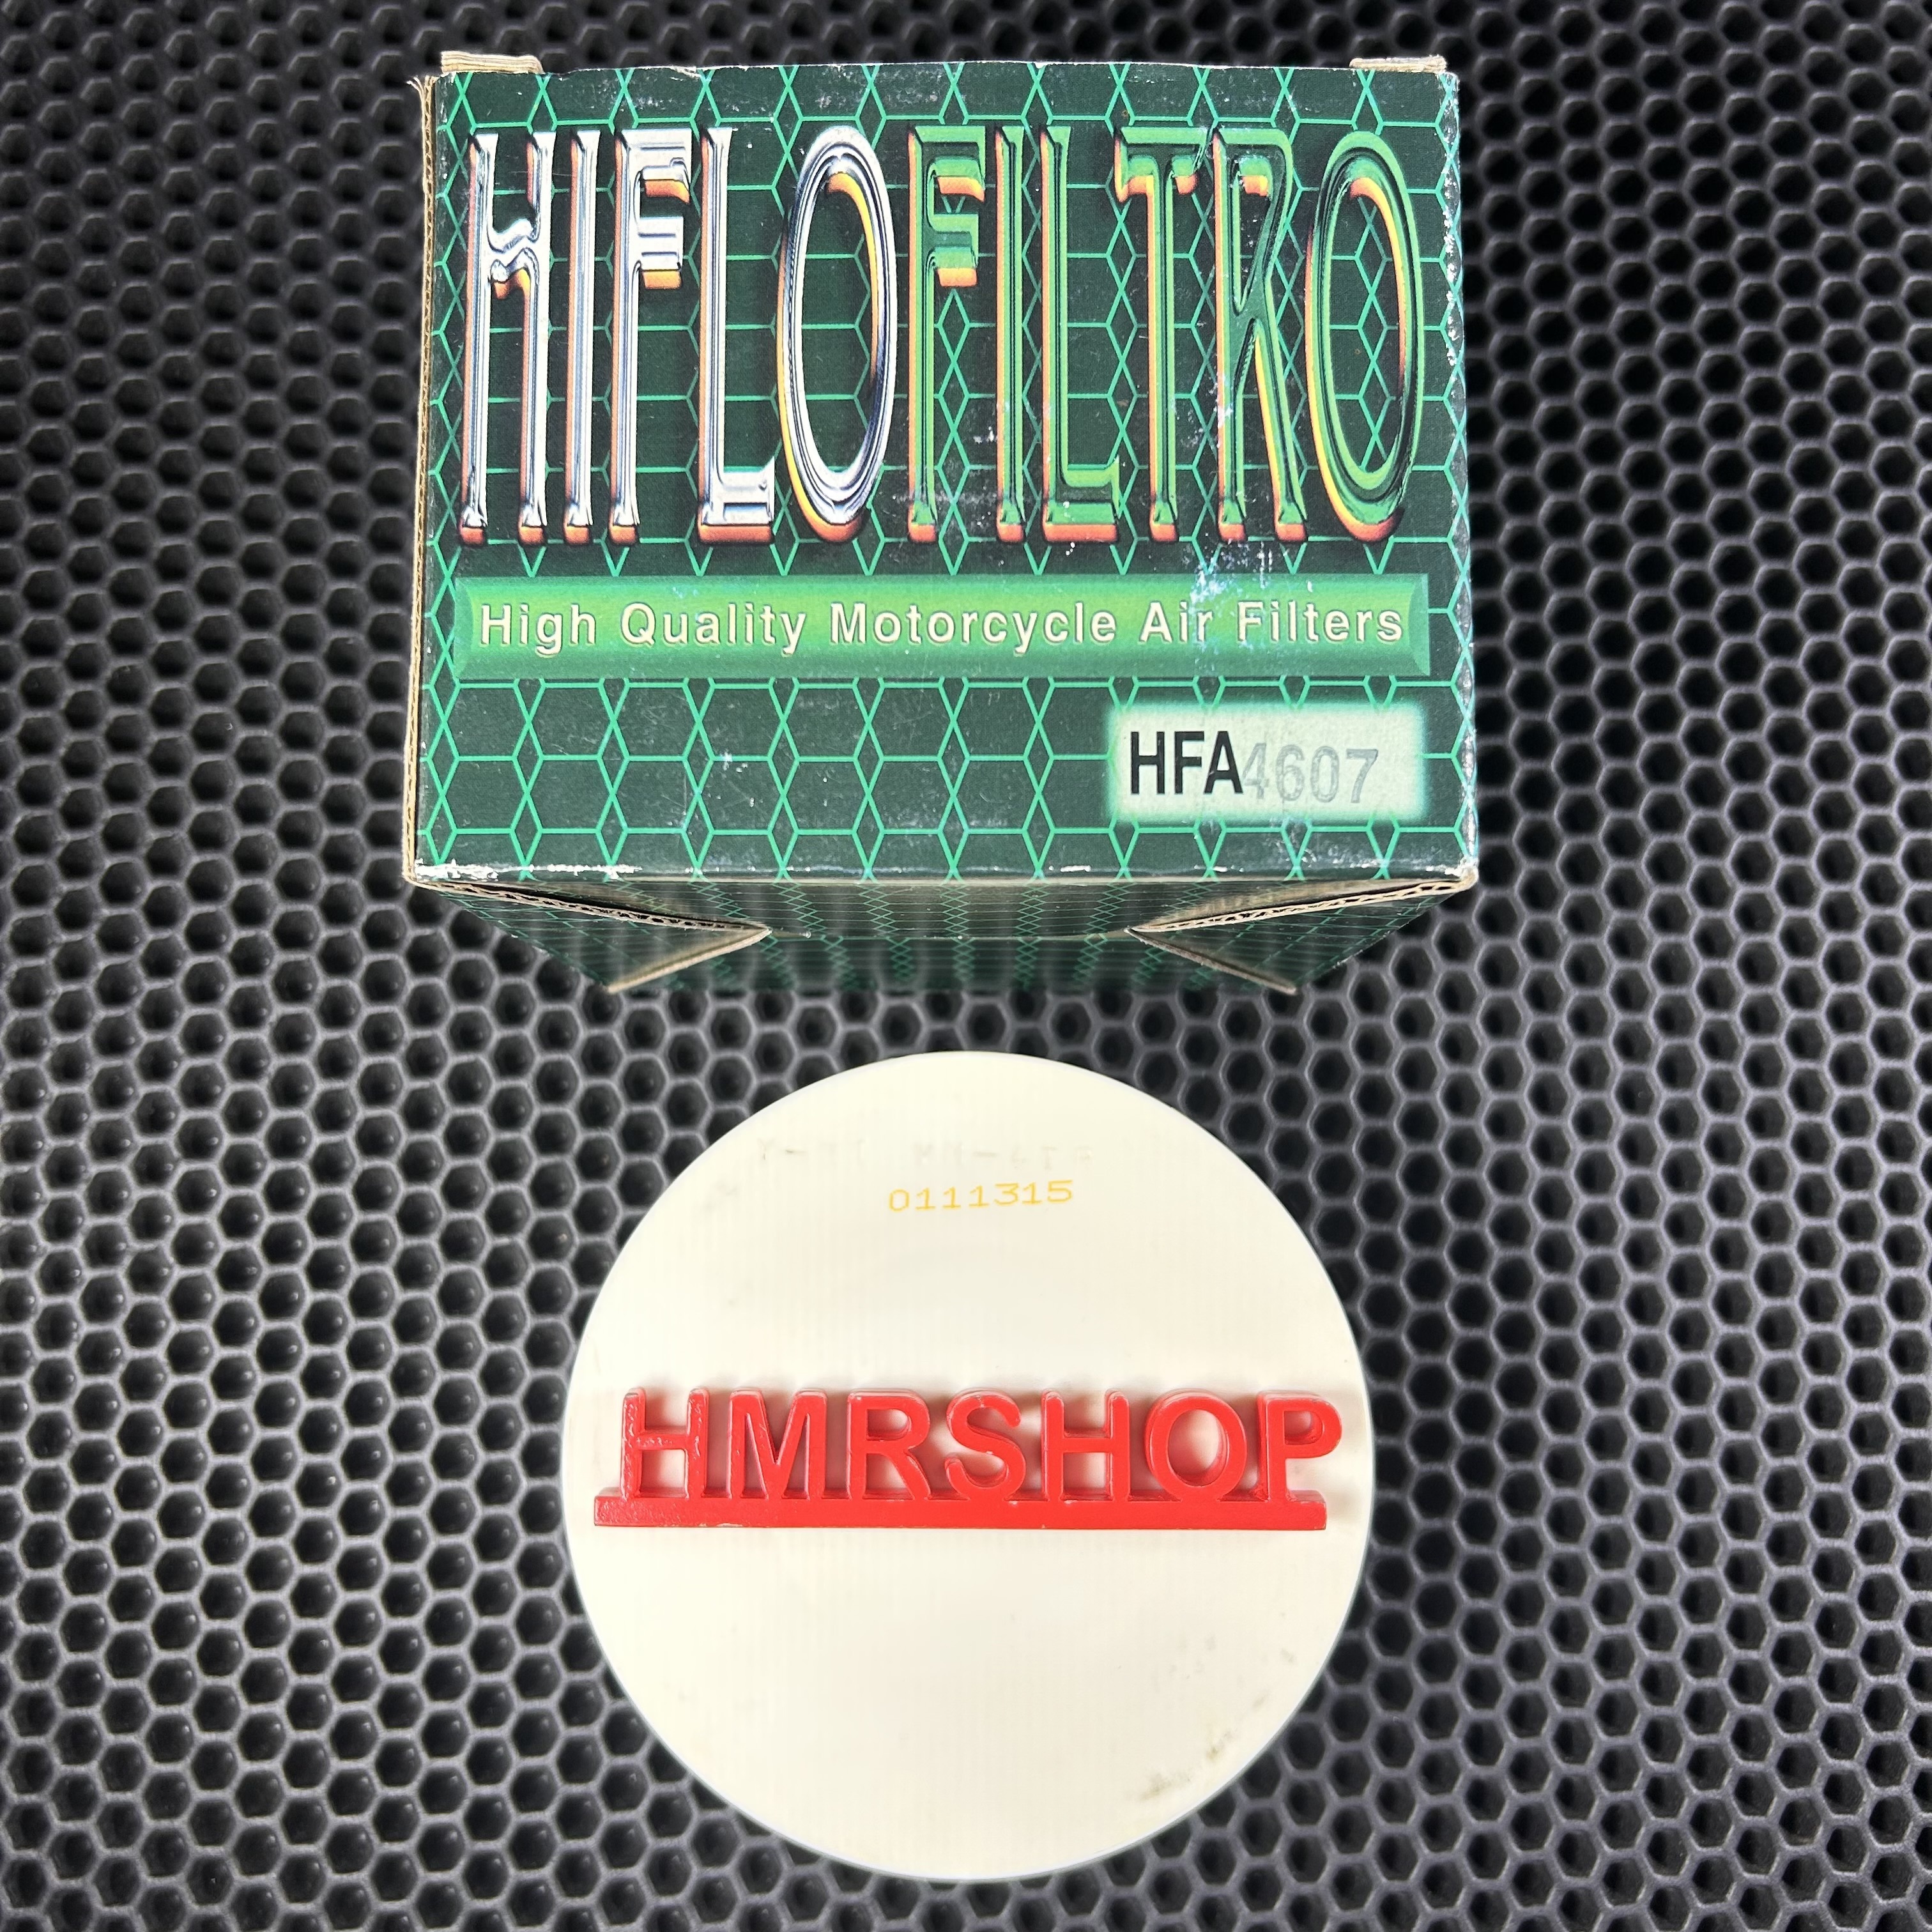 HIFLOFILTRO
High Quality Motorcycle Air Filters
HFA4607
0111315
HMRSHOP